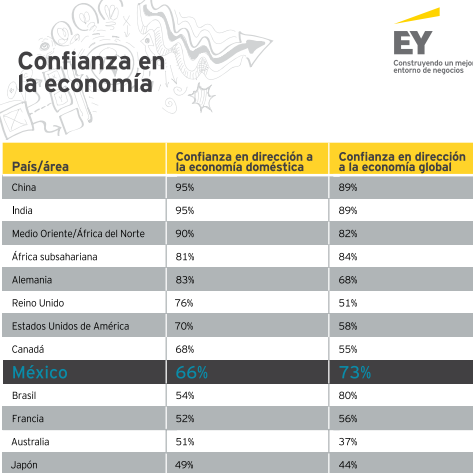 Confianza en
la economía
EY
Construyendo un mejor
entorno de negocios
País/área
Confianza en dirección a
la economía doméstica
Confianza en dirección
a la economía global
China 95% 89%
India 95% 89%
Medio Oriente/África del Norte 90% 82%
África subsahariana 81% 84%
Alemania 83% 68%
Reino Unido 76% 51%
Estados Unidos de América 70% 58%
Canadá 68% 55%
México 66% 73%
Brasil 54% 80%
Francia 52% 56%
Australia 51% 37%
Japón 49% 44%